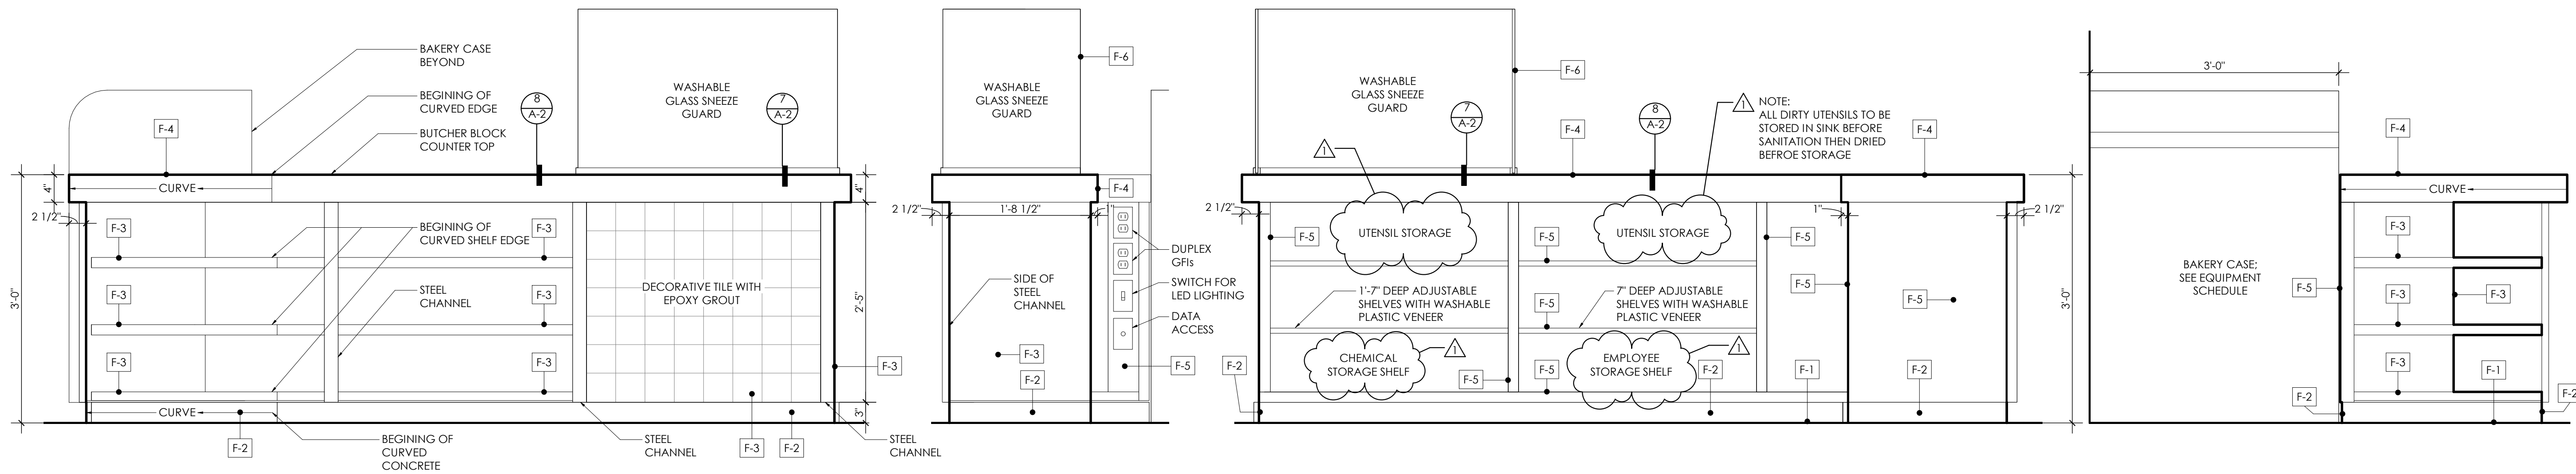 BAKERY CASE
BEYOND
BEGINING OF
CURVED EDGE
BUTCHER BLOCK
COUNTER TOP
F-4
8
A-2
WASHABLE
GLASS SNEEZE
GUARD
7
A-2
4"
CURVE
4"
2 1/2"
F-3
BEGINING OF
CURVED SHELF EDGE
F-3
3'-0"
F-3
STEEL
CHANNEL
F-3
DECORATIVE TILE WITH
EPOXY GROUT
2'-5"
F-3
F-3
F-3
CURVE
3"
F-2
BEGINING OF
CURVED
CONCRETE
STEEL
CHANNEL
F-3
F-2
STEEL
CHANNEL
WASHABLE
GLASS SNEEZE
GUARD
F-6
F-4
2 1/2"
1'-8 1/2"
1"
DUPLEX
GFIs
SIDE OF
STEEL
CHANNEL
SWITCH FOR
LED LIGHTING
DATA
ACCESS
F-3
F-5
F-2
WASHABLE
GLASS SNEEZE
GUARD
F-6
7
A-2
F-4
8
A-2
1
NOTE:
ALL DIRTY UTENSILS TO BE
STORED IN SINK BEFORE
SANITATION THEN DRIED
BEFROE STORAGE
F-4
1
2 1/2"
1"
2 1/2"
F-5
UTENSIL STORAGE
F-5
UTENSIL STORAGE
F-5
F-5
F-5
3'-0"
1'-7" DEEP ADJUSTABLE
SHELVES WITH WASHABLE
PLASTIC VENEER
F-5
7" DEEP ADJUSTABLE
SHELVES WITH WASHABLE
PLASTIC VENEER
F-2
CHEMICAL
STORAGE SHELF
1
F-5
F-5
EMPLOYEE
STORAGE SHELF
1
F-2
F-1
F-2
3'-0"
F-4
CURVE
BAKERY CASE;
SEE EQUIPMENT
SCHEDULE
F-3
F-5
F-3
F-3
F-3
F-1
F-2
F-2